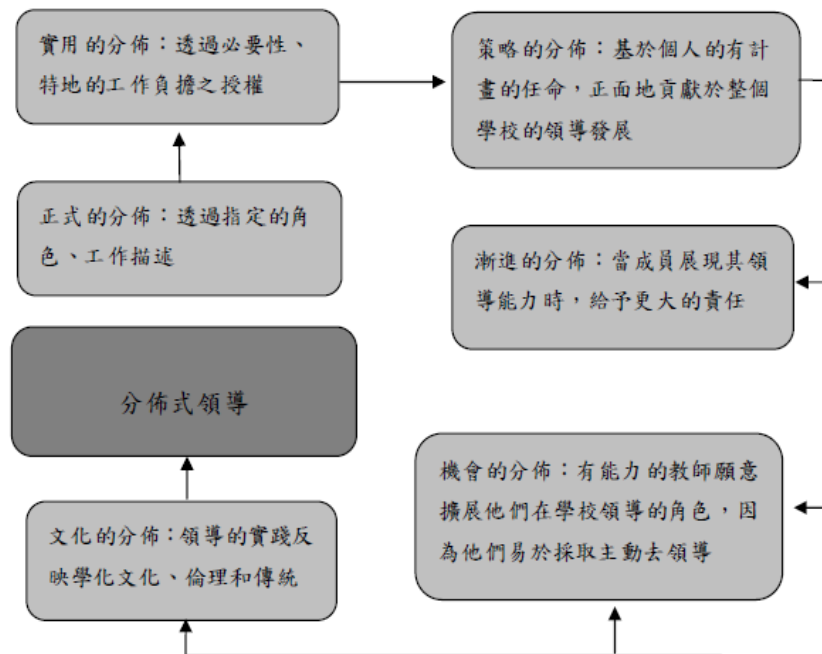 實用的分佈：透過必要性、
特地的工作負擔之授權
策略的分佈：基於個人的有計
畫的任命，正面地貢獻於整個
學校的領導發展
正式的分佈：透過指定的角
色、工作描述
漸進的分佈：當成員展現其領
導能力時，給予更大的責任
分佈式領導
機會的分佈：有能力的教師願意
擴展他們在學校領導的角色，因
為他們易於採取主動去領導
文化的分佈：領導的實踐反
映學化文化、倫理和傳統